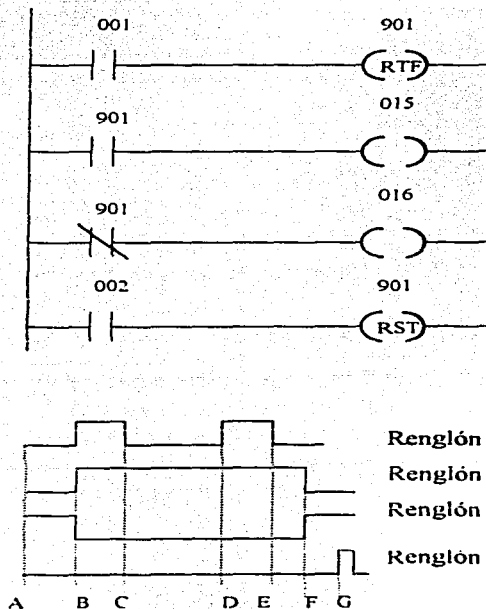 001 901
RTF
901 015
901 016
002 901
RST
Renglón
Renglón
Renglón
Renglón
A B C D E F G